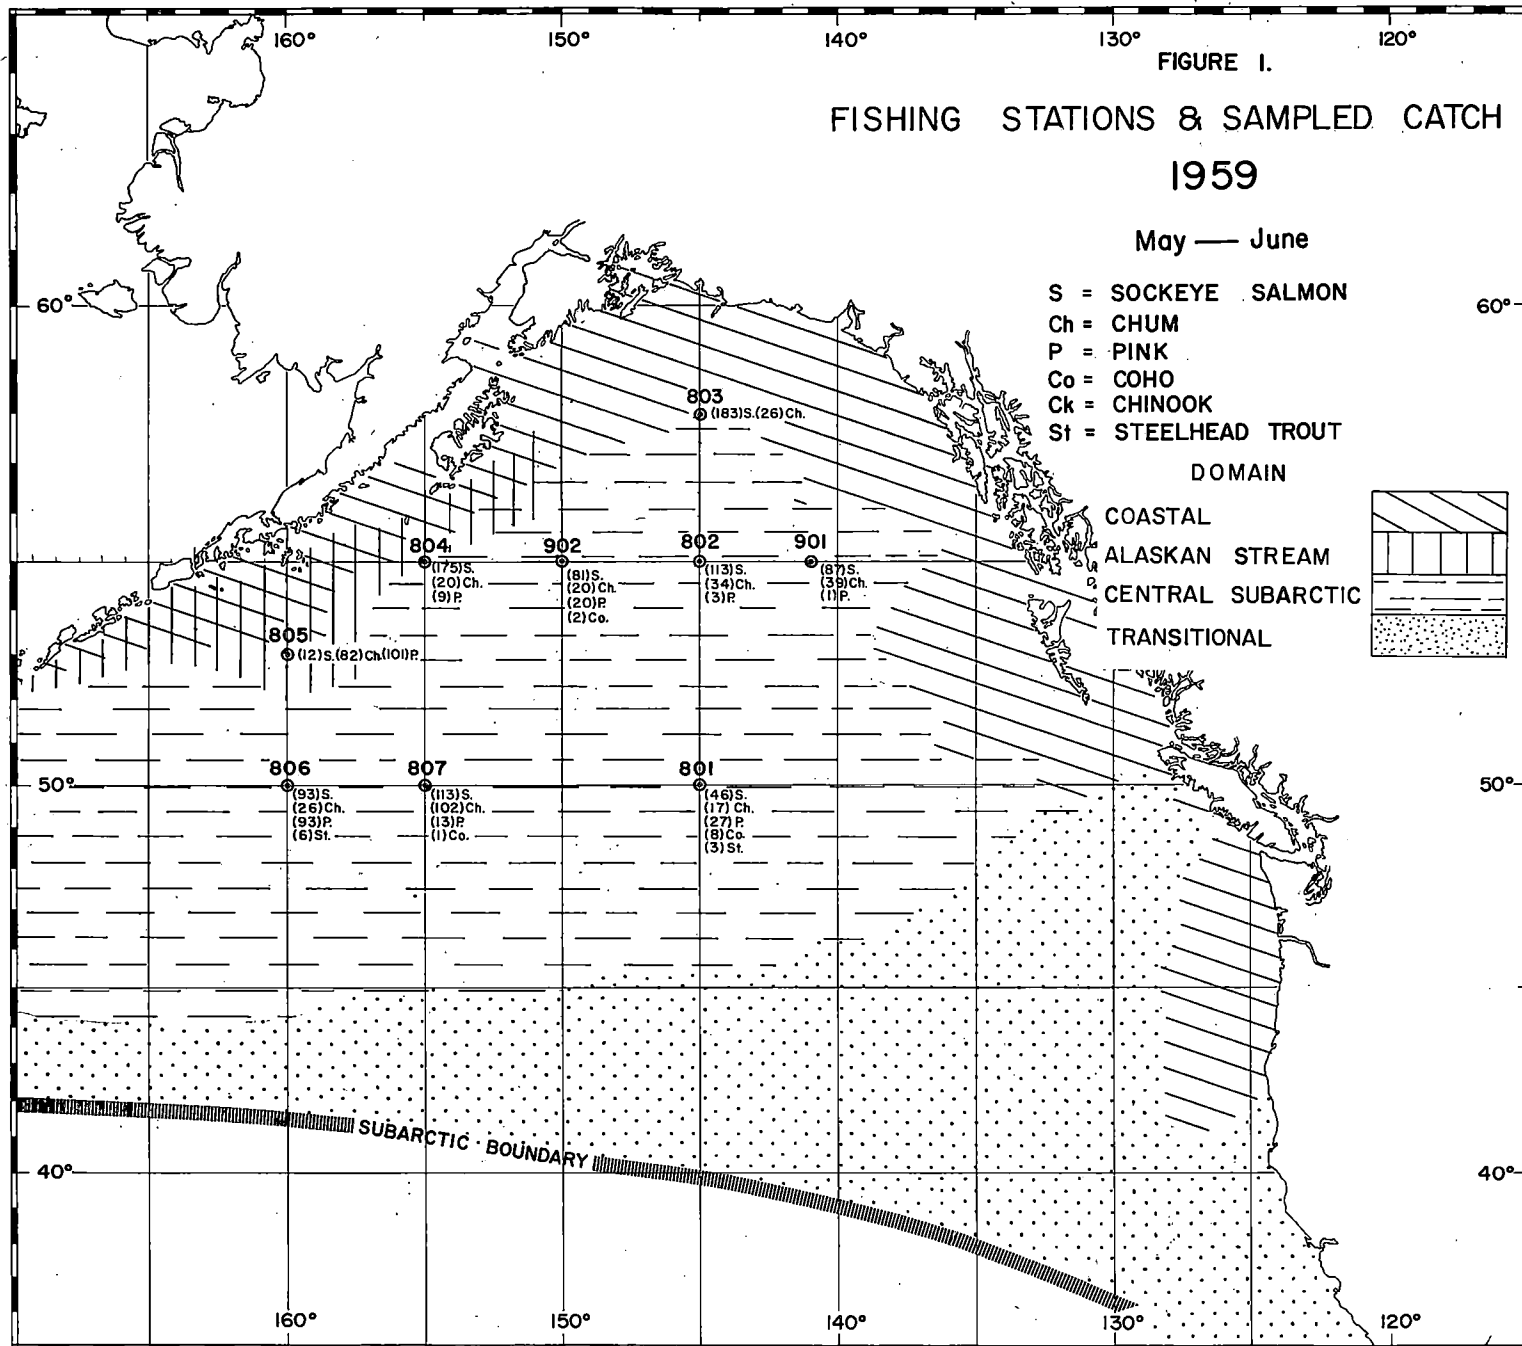 160° 150° 140° 130° 120°
FIGURE 1.
FISHING STATIONS & SAMPLED CATCH
1959
May — June
S = SOCKEYE SALMON
Ch = CHUM
P = PINK
Co = COHO
Ck = CHINOOK
St = STEELHEAD TROUT
DOMAIN
COASTAL
ALASKAN STREAM
CENTRAL SUBARCTIC
TRANSITIONAL
60° 60°
803
(183)S.(26)Ch.
804
(175)S.
(20)Ch.
(9)P.
902
(81)S.
(20)Ch.
(20)P.
(2)Co.
802
(113)S.
(34)Ch.
(3)P.
901
(87)S.
(39)Ch.
(1)P.
805
(12)S.(82)Ch.(101)P.
50° 50°
806
(93)S.
(26)Ch.
(93)P.
(6)St.
807
(113)S.
(102)Ch.
(13)P.
(1)Co.
801
(46)S.
(17)Ch.
(27)P.
(8)Co.
(3)St.
SUBARCTIC BOUNDARY
40° 40°
160° 150° 140° 130° 120°